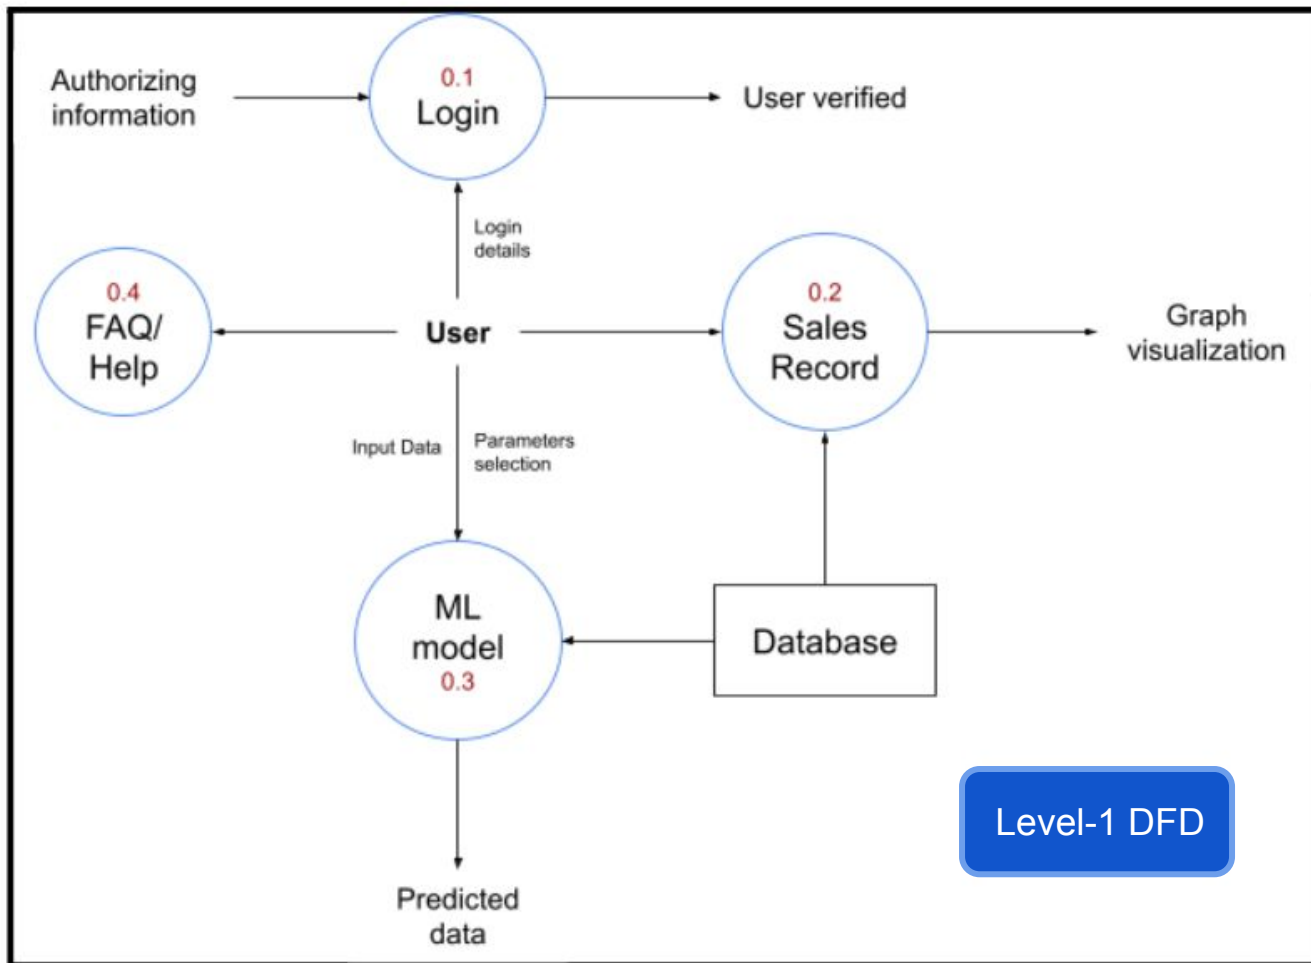 Authorizing
information
0.1
Login
User verified
Login
details
0.4
FAQ/
Help
User
0.2
Sales
Record
Graph
visualization
Input Data
Parameters
selection
ML
model
0.3
Database
Level-1 DFD
Predicted
data